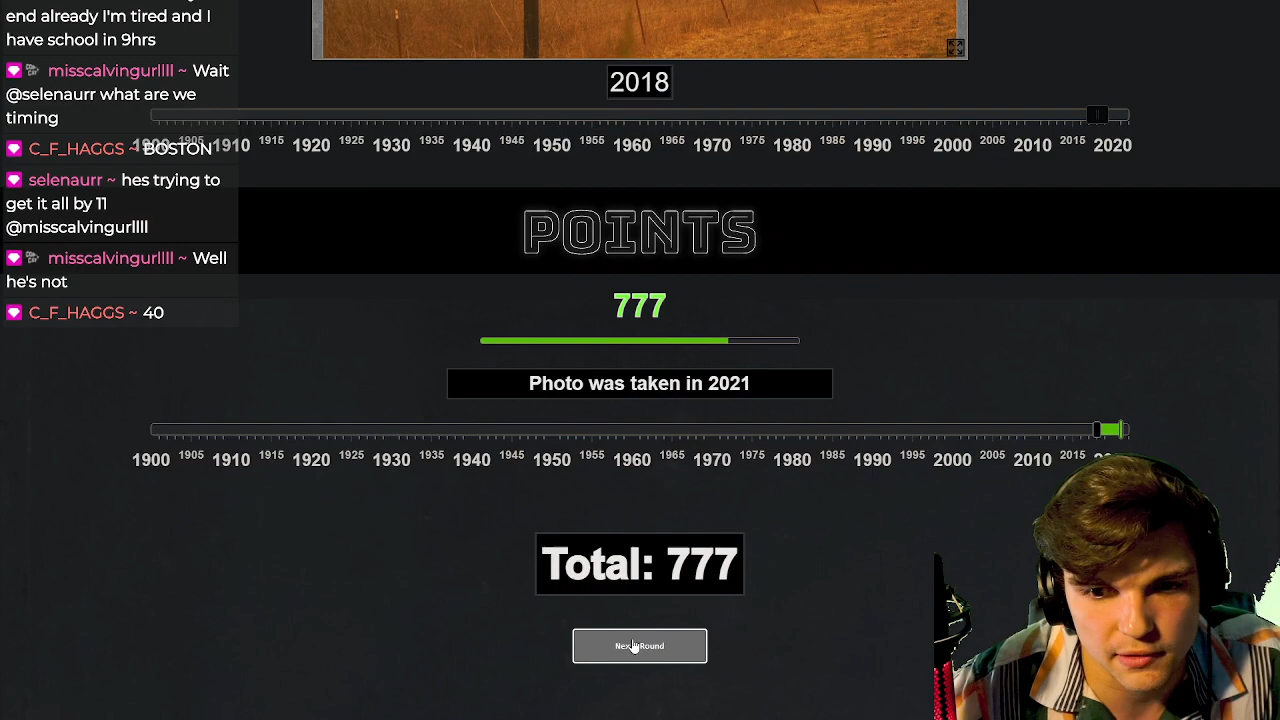 end already I'm tired and I
have school in 9hrs
misscalvingurllll ~ Wait
@selenaurr what are we
timing
C_F_HAGGS ~ BOSTON
selenaurr ~ hes trying to
get it all by 11
@misscalvingurllll
misscalvingurllll ~ Well
he's not
C_F_HAGGS ~ 40
2018
1900 1905 1910 1915 1920 1925 1930 1935 1940 1945 1950 1955 1960 1965 1970 1975 1980 1985 1990 1995 2000 2005 2010 2015 2020
POINTS
777
Photo was taken in 2021
1900 1905 1910 1915 1920 1925 1930 1935 1940 1945 1950 1955 1960 1965 1970 1975 1980 1985 1990 1995 2000 2005 2010 2015
Total: 777
Next Round